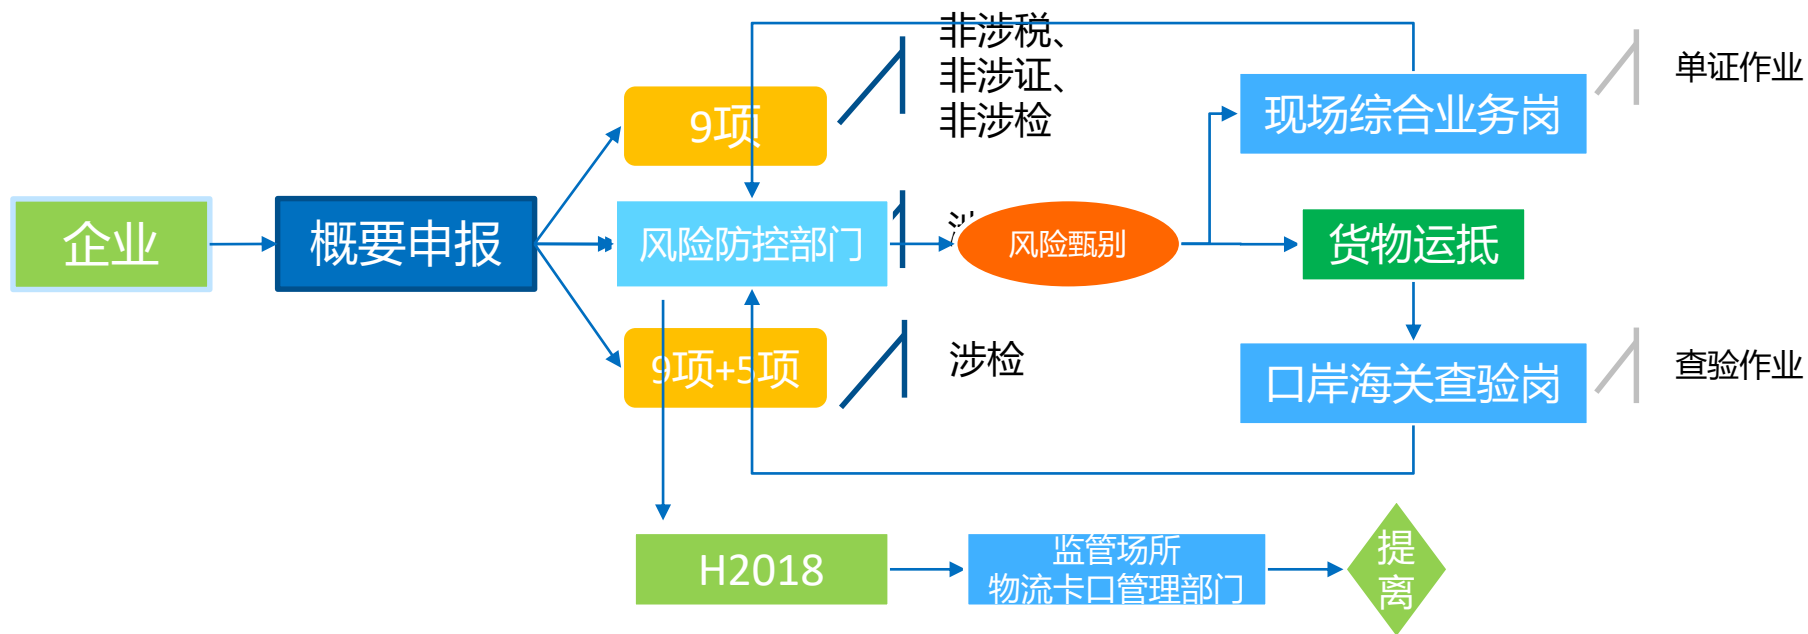 非涉税、
非涉证、
非涉检
单证作业
9项
现场综合业务岗
企业
概要申报
风险防控部门
风险甄别
货物运抵
9项+5项
涉检
口岸海关查验岗
查验作业
H2018
监管场所
物流卡口管理部门
提
离